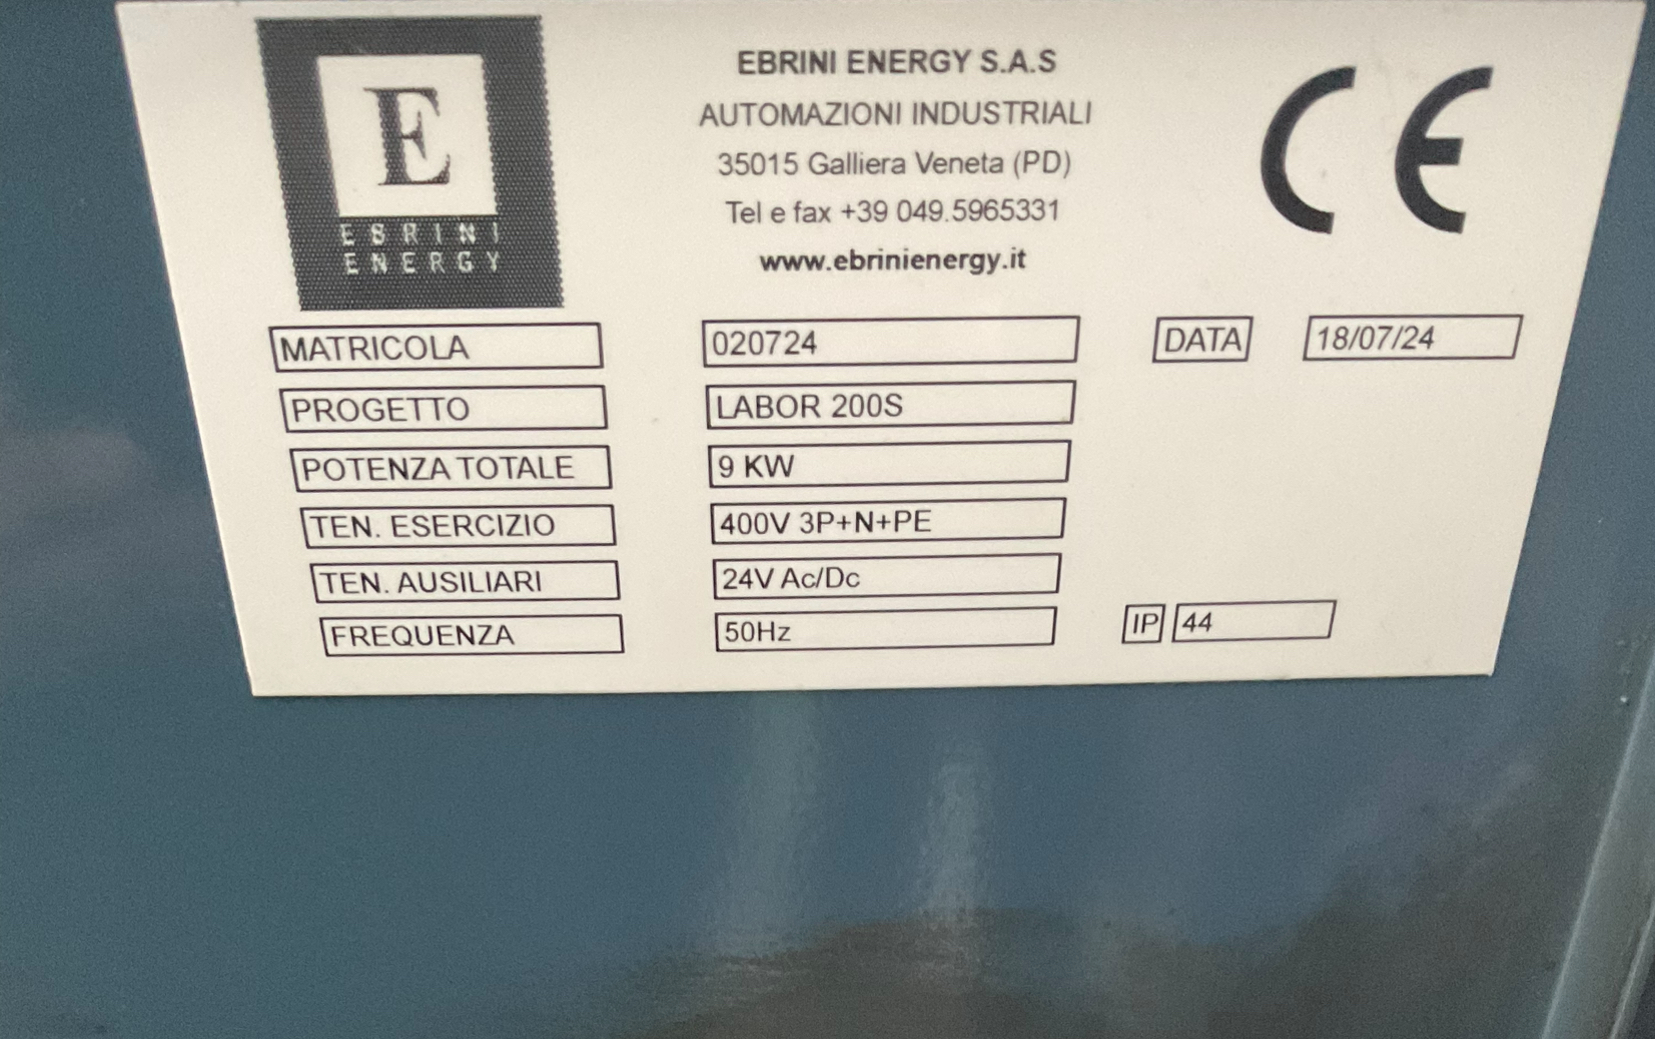 E
EBRINI
ENERGY
EBRINI ENERGY S.A.S
AUTOMAZIONI INDUSTRIALI
35015 Galliera Veneta (PD)
Tel e fax +39 049.5965331
www.ebrinienergy.it
CE
MATRICOLA 020724 DATA 18/07/24
PROGETTO LABOR 200S
POTENZA TOTALE 9 KW
TEN. ESERCIZIO 400V 3P+N+PE
TEN. AUSILIARI 24V Ac/Dc
FREQUENZA 50Hz IP 44